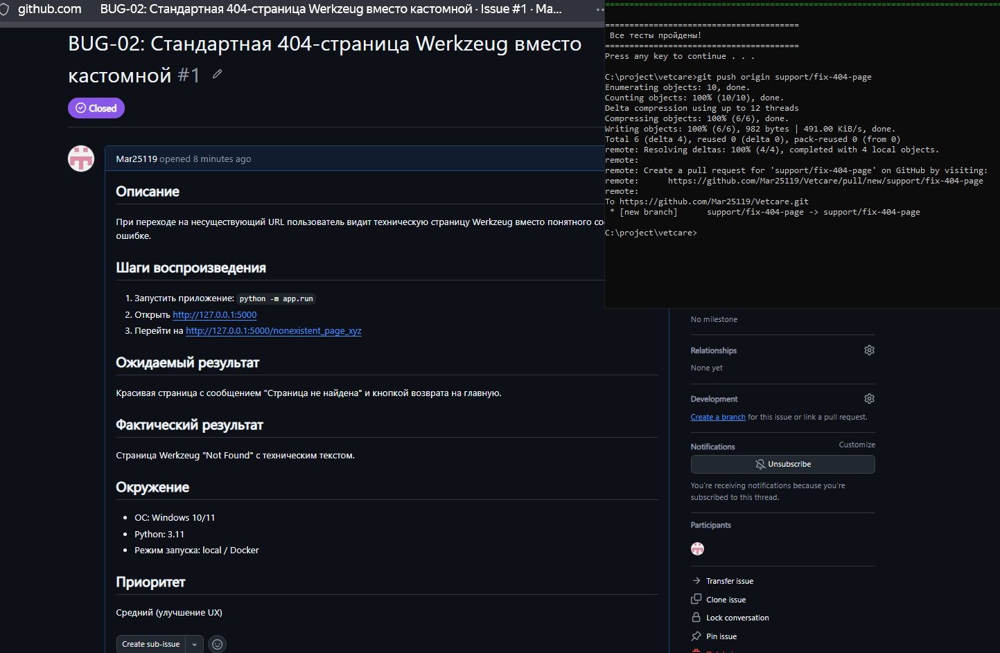 github.com
BUG-02: Стандартная 404-страница Werkzeug вместо кастомной · Issue #1 · Ma...
BUG-02: Стандартная 404-страница Werkzeug вместо
кастомной #1
Closed
Mar25119 opened 8 minutes ago
Описание
При переходе на несуществующий URL пользователь видит техническую страницу Werkzeug вместо понятного
ошибке.
Шаги воспроизведения
1. Запустить приложение: python -m app.run
2. Открыть http://127.0.0.1:5000
3. Перейти на http://127.0.0.1:5000/nonexistent_page_xyz
Ожидаемый результат
Красивая страница с сообщением "Страница не найдена" и кнопкой возврата на главную.
Фактический результат
Страница Werkzeug "Not Found" с техническим текстом.
Окружение
• ОС: Windows 10/11
• Python: 3.11
• Режим запуска: local / Docker
Приоритет
Средний (улучшение UX)
Create sub-issue
========================================
Все тесты пройдены!
========================================
Press any key to continue . . .
C:\project\vetcare>git push origin support/fix-404-page
Enumerating objects: 10, done.
Counting objects: 100% (10/10), done.
Delta compression using up to 12 threads
Compressing objects: 100% (6/6), done.
Writing objects: 100% (6/6), 982 bytes | 491.00 KiB/s, done.
Total 6 (delta 4), reused 0 (delta 0), pack-reused 0 (from 0)
remote: Resolving deltas: 100% (4/4), completed with 4 local objects.
remote:
remote: Create a pull request for 'support/fix-404-page' on GitHub by visiting:
remote:      https://github.com/Mar25119/Vetcare/pull/new/support/fix-404-page
remote:
To https://github.com/Mar25119/Vetcare.git
 * [new branch]      support/fix-404-page -> support/fix-404-page
C:\project\vetcare>
No milestone
Relationships
None yet
Development
Create a branch for this issue or link a pull request.
Notifications
Customize
Unsubscribe
You're receiving notifications because you're
subscribed to this thread.
Participants
Transfer issue
Clone issue
Lock conversation
Pin issue